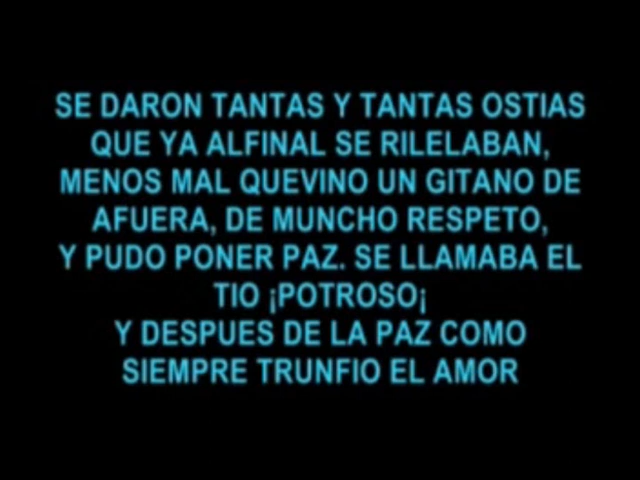 SE DARON TANTAS Y TANTAS OSTIAS
QUE YA ALFINAL SE RILELABAN,
MENOS MAL QUEVINO UN GITANO DE
AFUERA, DE MUNCHO RESPETO,
Y PUDO PONER PAZ. SE LLAMABA EL
TIO ¡POTROSO¡
Y DESPUES DE LA PAZ COMO
SIEMPRE TRUNFIO EL AMOR